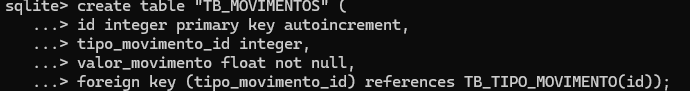 sqlite> create table "TB_MOVIMENTOS" (
...> id integer primary key autoincrement,
...> tipo_movimento_id integer,
...> valor_movimento float not null,
...> foreign key (tipo_movimento_id) references TB_TIPO_MOVIMENTO(id));